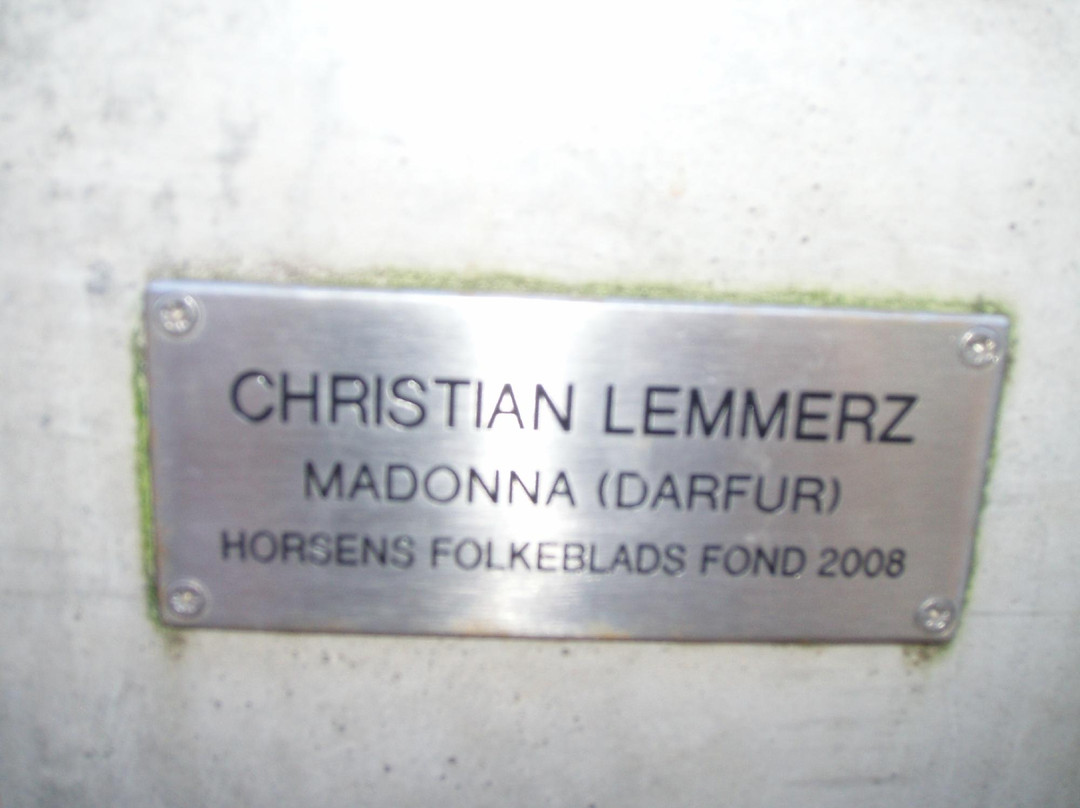 CHRISTIAN LEMMERZ
MADONNA (DARFUR)
HORSENS FOLKEBLADS FOND 2008